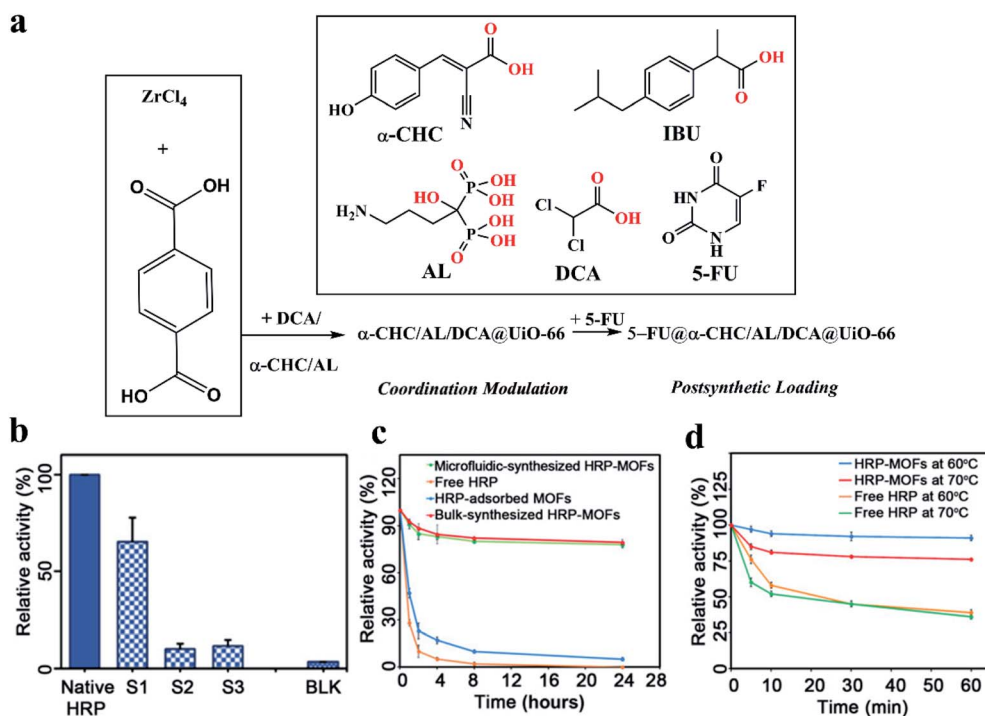 a
ZrCl4
+
O
OH
HO
O
O
OH
HO
N
α-CHC
OH
O
IBU
O
OH
P
HO
OH
H2N
OH
P
OH
O
OH
AL
O
Cl
OH
Cl
DCA
O
F
HN
O
N
H
5-FU
+ DCA/
α-CHC/AL
α-CHC/AL/DCA@UiO-66
+ 5-FU
5–FU@α-CHC/AL/DCA@UiO-66
Coordination Modulation
Postsynthetic Loading
b
Relative activity (%)
100
50
0
Native
HRP
S1
S2
S3
BLK
c
Relative activity (%)
120
90
60
30
0
Microfluidic-synthesized HRP-MOFs
Free HRP
HRP-adsorbed MOFs
Bulk-synthesized HRP-MOFs
0 4 8 12 16 20 24 28
Time (hours)
d
Relative activity (%)
125
100
75
50
25
0
HRP-MOFs at 60°C
HRP-MOFs at 70°C
Free HRP at 60°C
Free HRP at 70°C
0 10 20 30 40 50 60
Time (min)